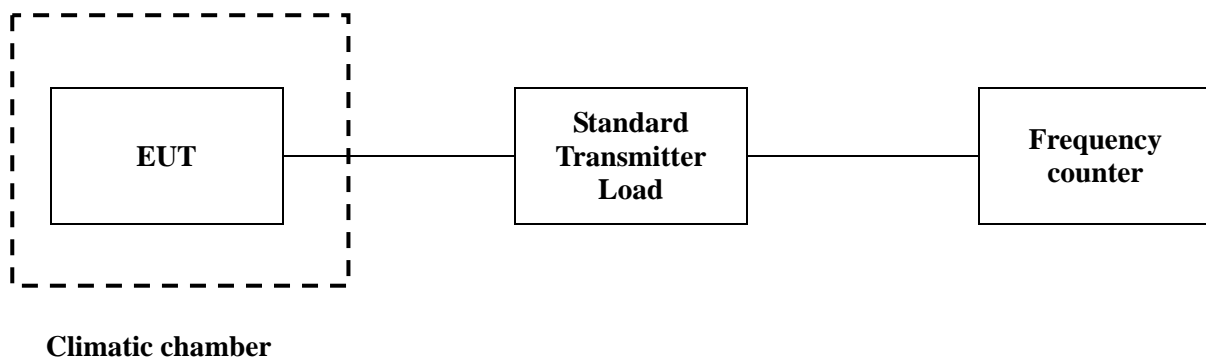 EUT
Standard
Transmitter
Load
Frequency
counter
Climatic chamber